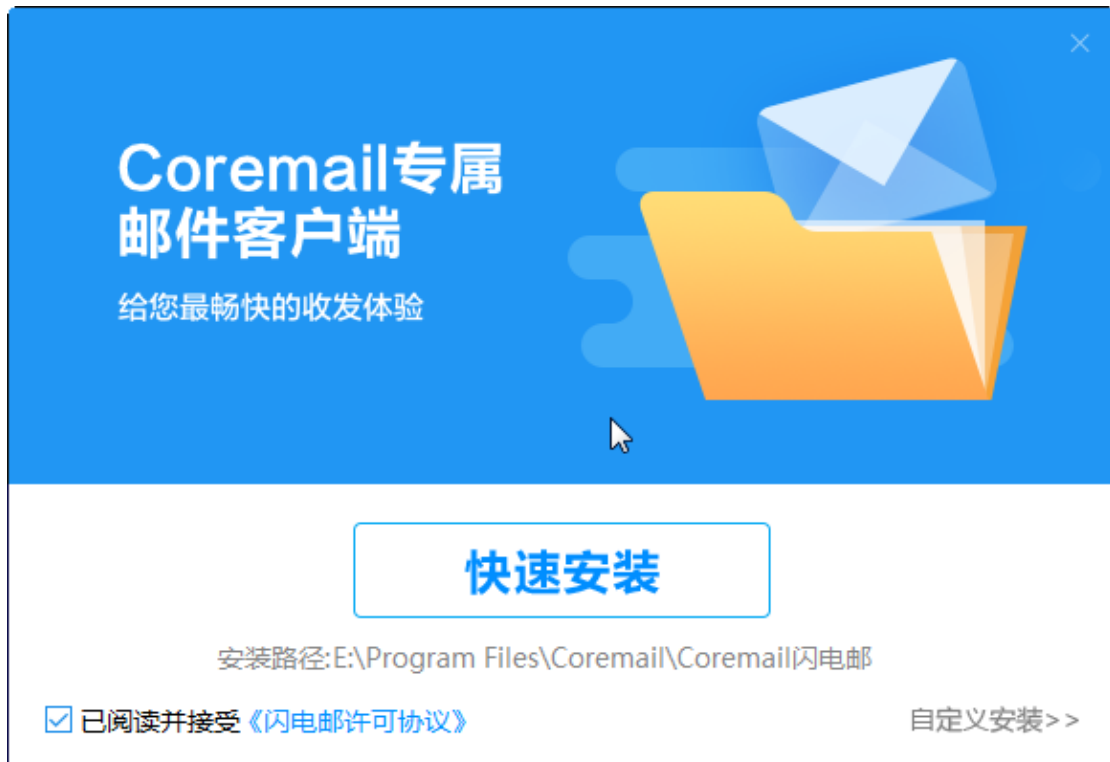 Coremail专属
邮件客户端
给您最畅快的收发体验
快速安装
安装路径:E:\Program Files\Coremail\Coremail闪电邮
已阅读并接受《闪电邮许可协议》
自定义安装>>